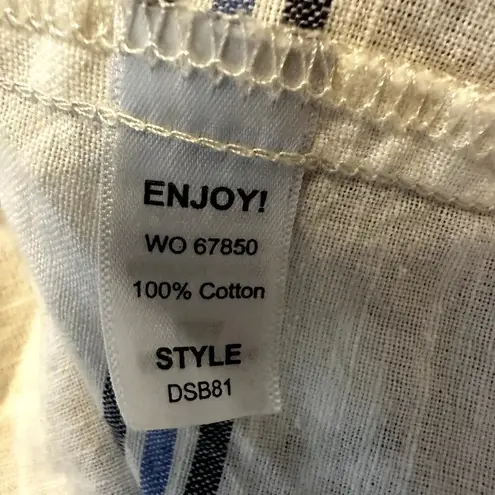 ENJOY!
WO 67850
100% Cotton
STYLE
DSB81